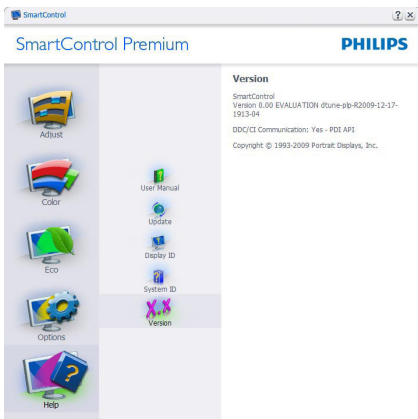 SmartControl
? ×
SmartControl Premium
PHILIPS
Adjust
Color
Eco
Options
Help
User Manual
Update
Display ID
System ID
X.X
Version
Version
SmartControl
Version 0.00 EVALUATION dtune-plp-R2009-12-17-
1913-04
DDC/CI Communication: Yes - PDI API
Copyright © 1993-2009 Portrait Displays, Inc.